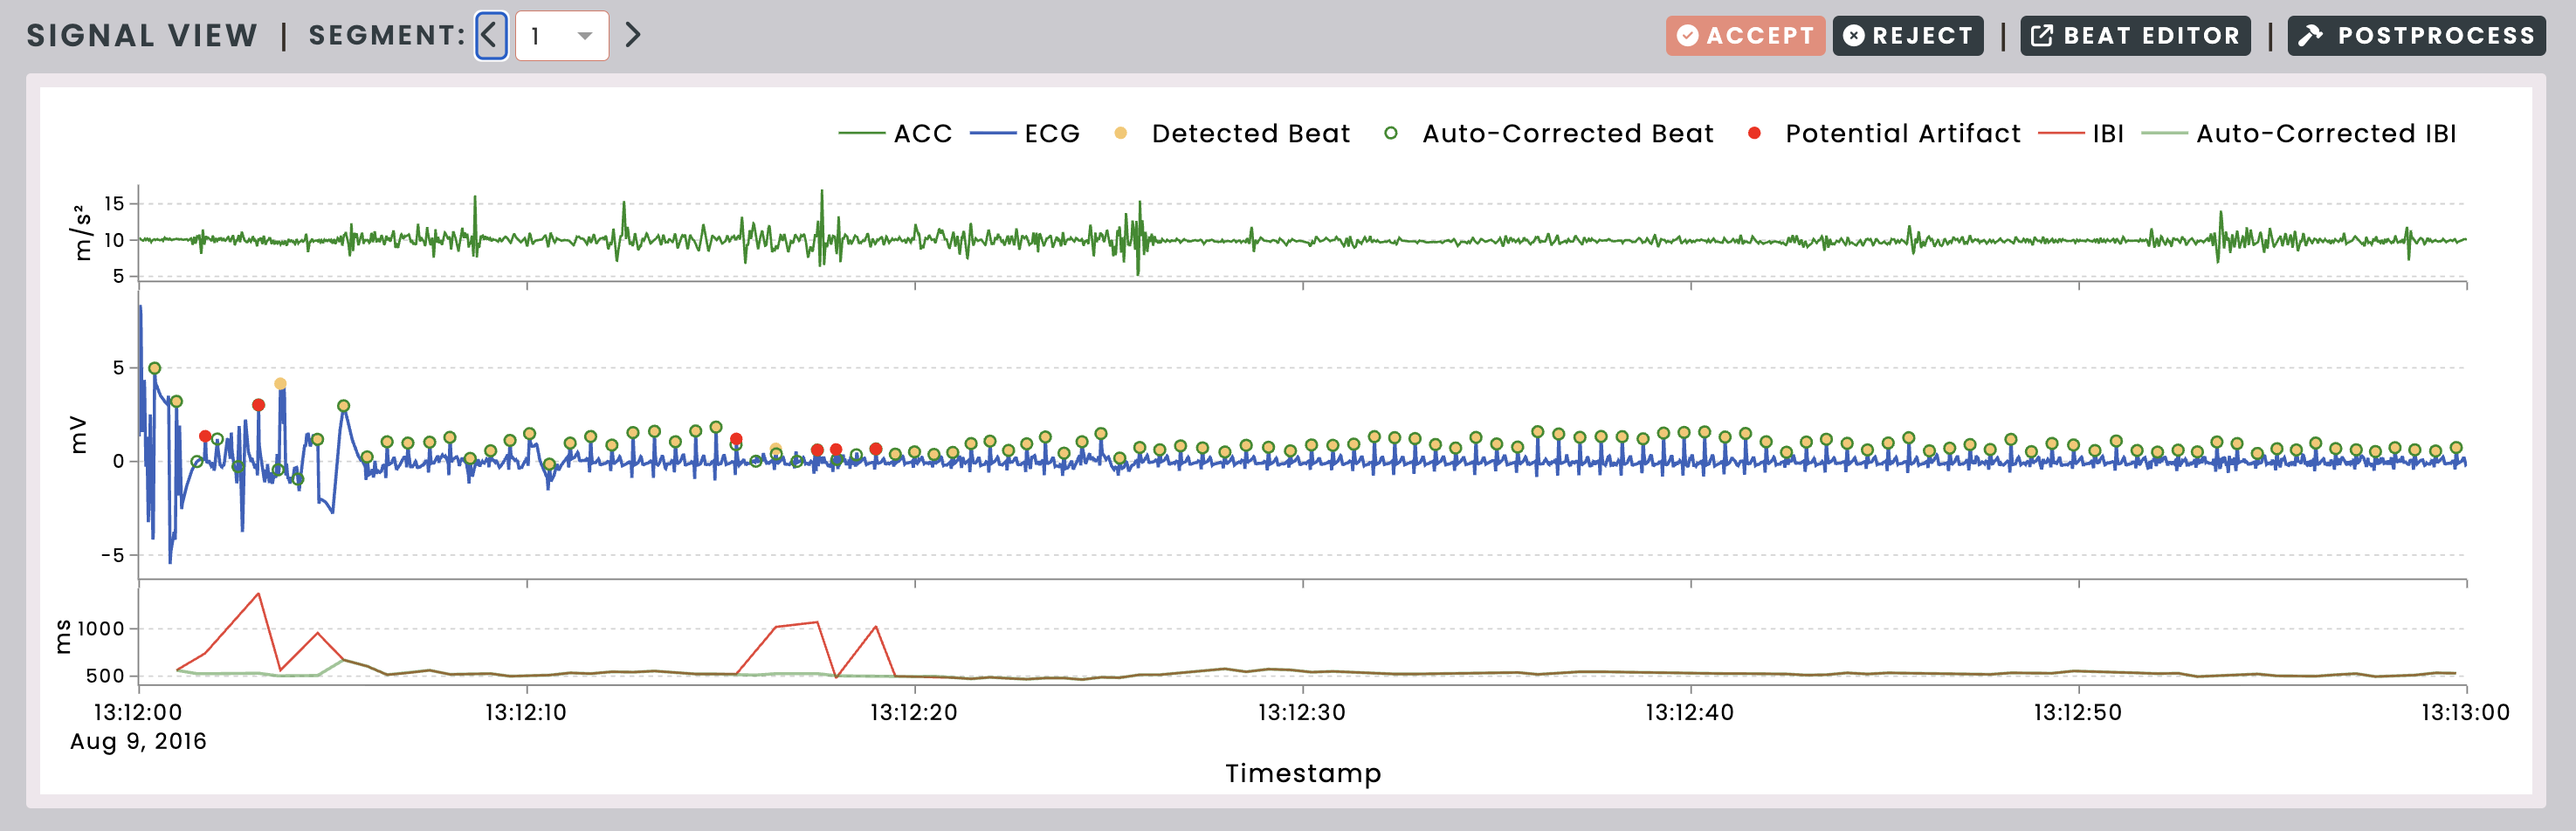 SIGNAL VIEW | SEGMENT: 1 ACCEPT REJECT | BEAT EDITOR | POSTPROCESS
ACC ECG Detected Beat Auto-Corrected Beat Potential Artifact IBI Auto-Corrected IBI
m/s²
15
10
5
mV
5
0
−5
ms
1000
500
13:12:00 13:12:10 13:12:20 13:12:30 13:12:40 13:12:50 13:13:00
Aug 9, 2016
Timestamp